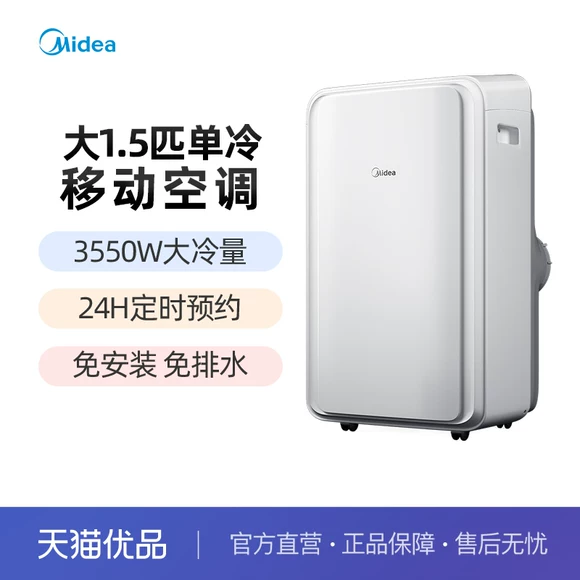 Midea
大1.5匹单冷
移动空调
3550W大冷量
24H定时预约
免安装 免排水
Midea
天猫优品 官方直营·正品保障·售后无忧